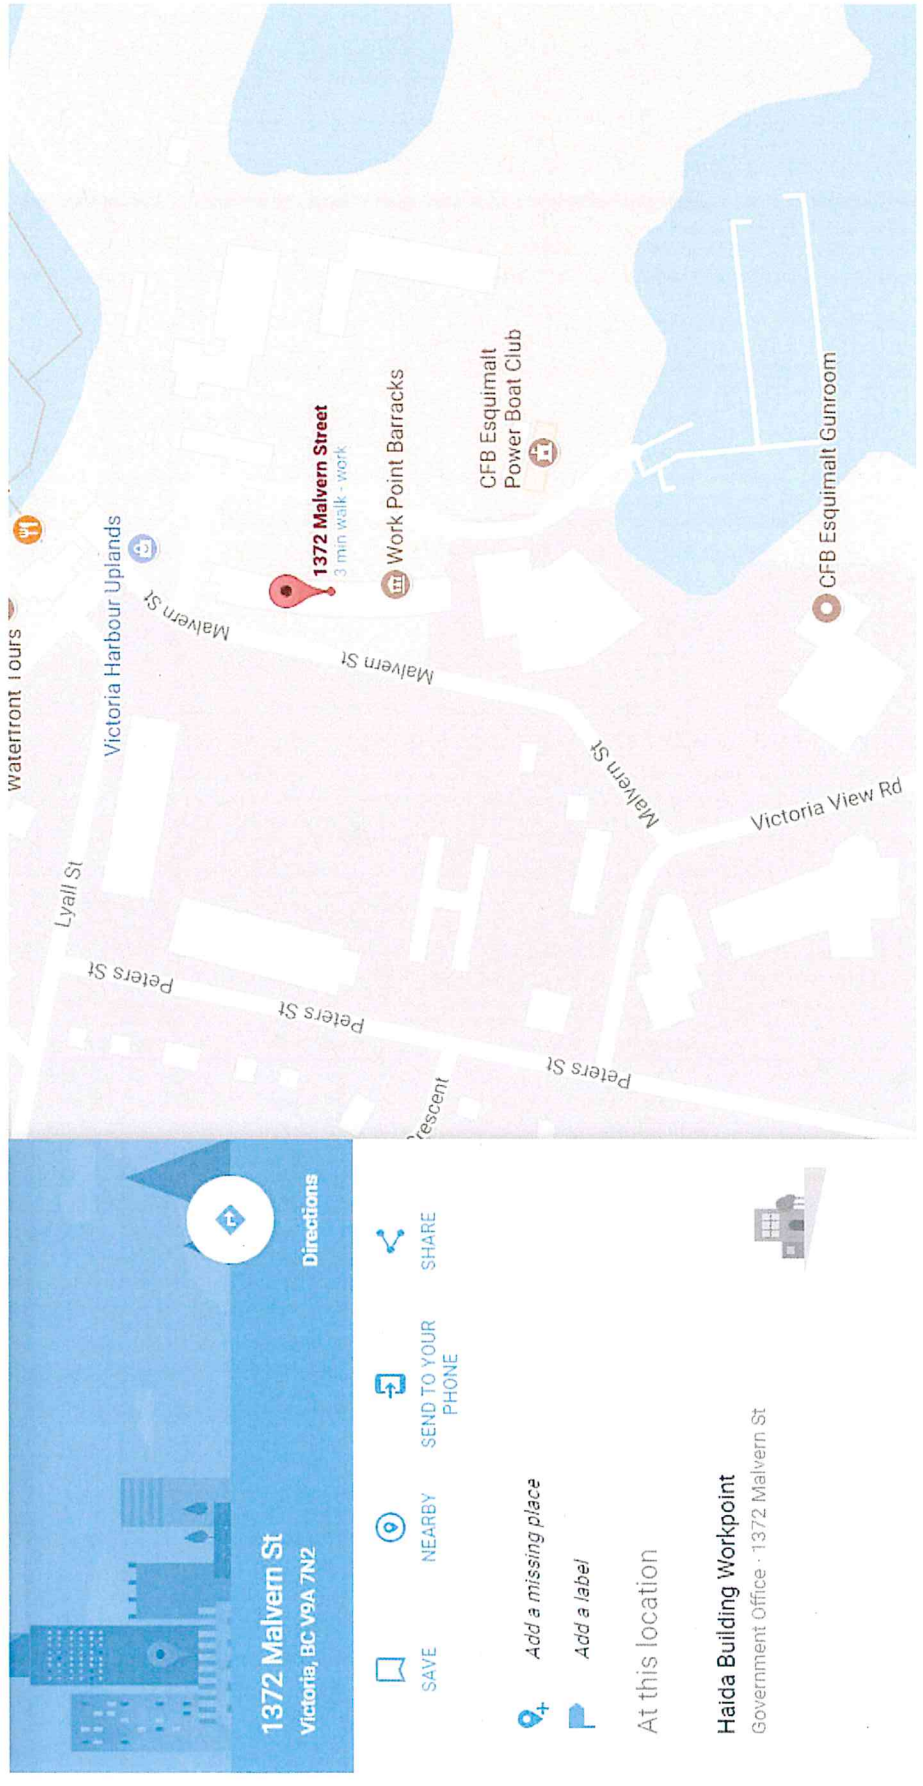 Directions
1372 Malvern St
Victoria, BC V9A 7N2
SAVE
NEARBY
SEND TO YOUR
PHONE
SHARE
Add a missing place
Add a label
At this location
Haida Building Workpoint
Government Office · 1372 Malvern St
Waterfront Tours
Victoria Harbour Uplands
Lyall St
Malvern St
1372 Malvern Street
3 min walk - work
Malvern St
Work Point Barracks
CFB Esquimalt
Power Boat Club
Peters St
Peters St
Malvern St
Peters St
Crescent
Victoria View Rd
CFB Esquimalt Gunroom